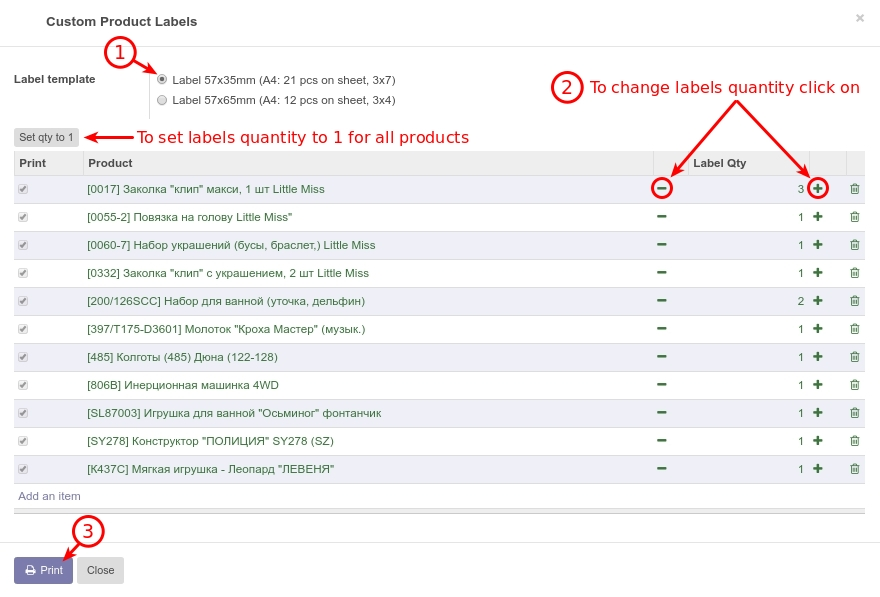 Custom Product Labels
×
1
Label template
Label 57x35mm (A4: 21 pcs on sheet, 3x7)
Label 57x65mm (A4: 12 pcs on sheet, 3x4)
2 To change labels quantity click on
Set qty to 1 To set labels quantity to 1 for all products
Print Product Label Qty
[0017] Заколка "клип" макси, 1 шт Little Miss 3
[0055-2] Повязка на голову Little Miss" 1
[0060-7] Набор украшений (бусы, браслет,) Little Miss 1
[0332] Заколка "клип" с украшением, 2 шт Little Miss 1
[200/126SCC] Набор для ванной (уточка, дельфин) 2
[397/T175-D3601] Молоток "Кроха Мастер" (музык.) 1
[485] Колготы (485) Дюна (122-128) 1
[806B] Инерционная машинка 4WD 1
[SL87003] Игрушка для ванной "Осьминог" фонтанчик 1
[SY278] Конструктор "ПОЛИЦИЯ" SY278 (SZ) 1
[К437С] Мягкая игрушка - Леопард "ЛЕВЕНЯ" 1
Add an item
3
Print Close